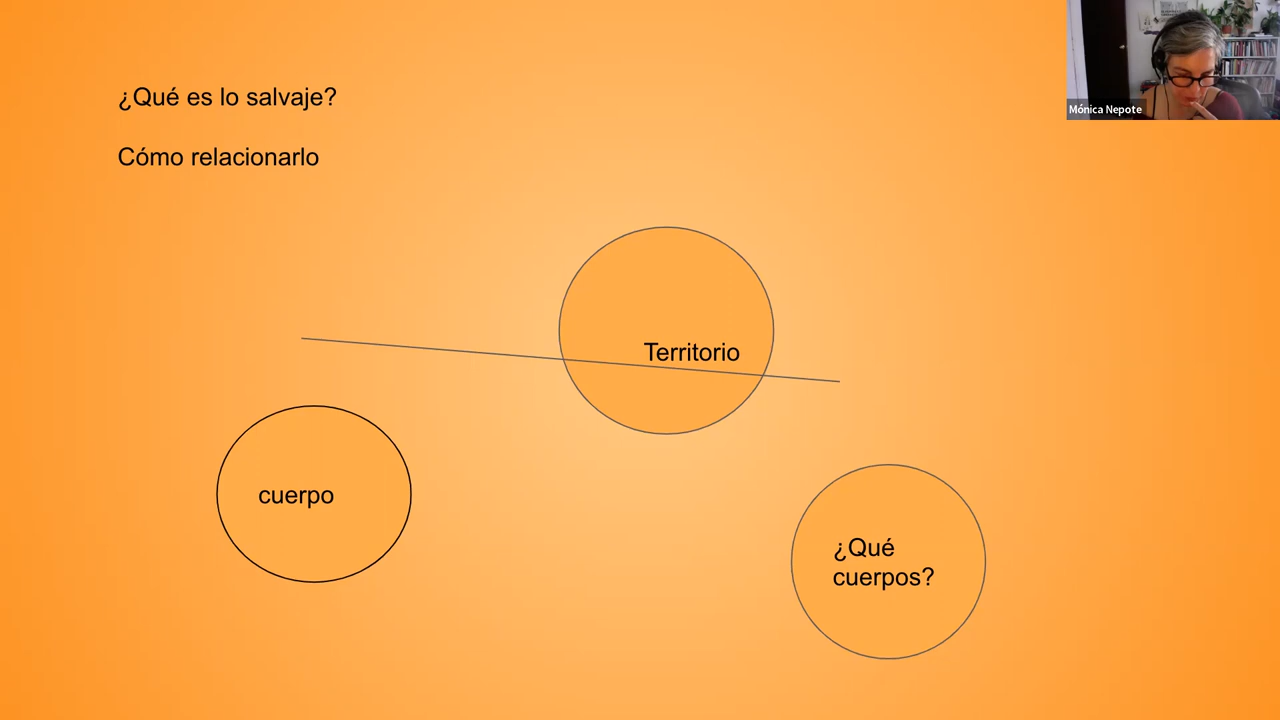 ¿Qué es lo salvaje?
Mónica Nepote
Cómo relacionarlo
Territorio
cuerpo
¿Qué
cuerpos?